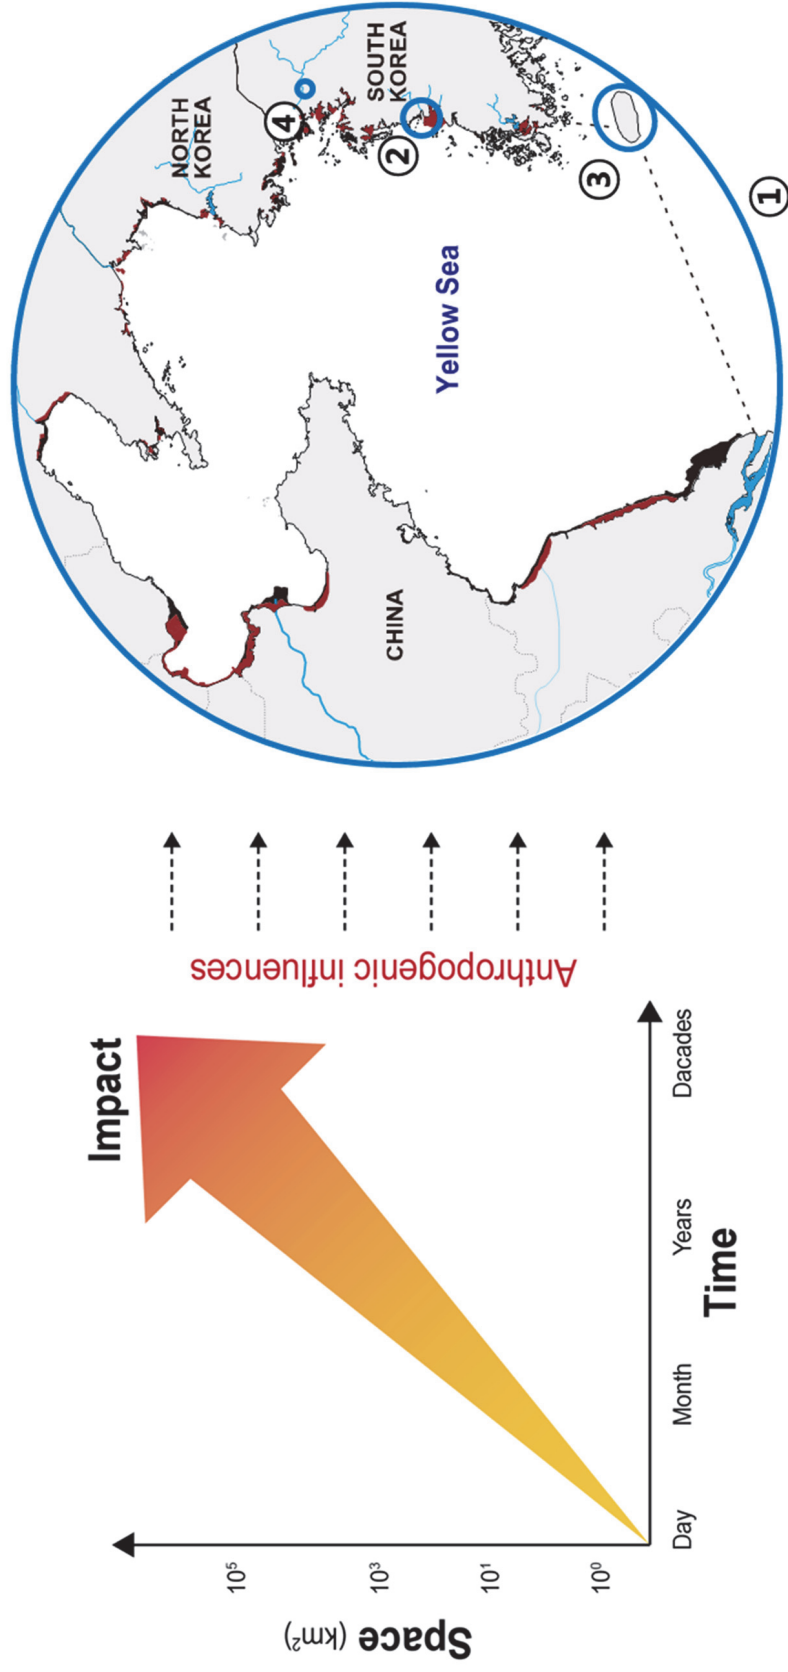 Impact
Space (km²)
10⁵
10³
10¹
10⁰
Day
Month
Years
Dacades
Time
Anthropogenic influences
NORTH
KOREA
SOUTH
KOREA
④
②
③
①
Yellow Sea
CHINA